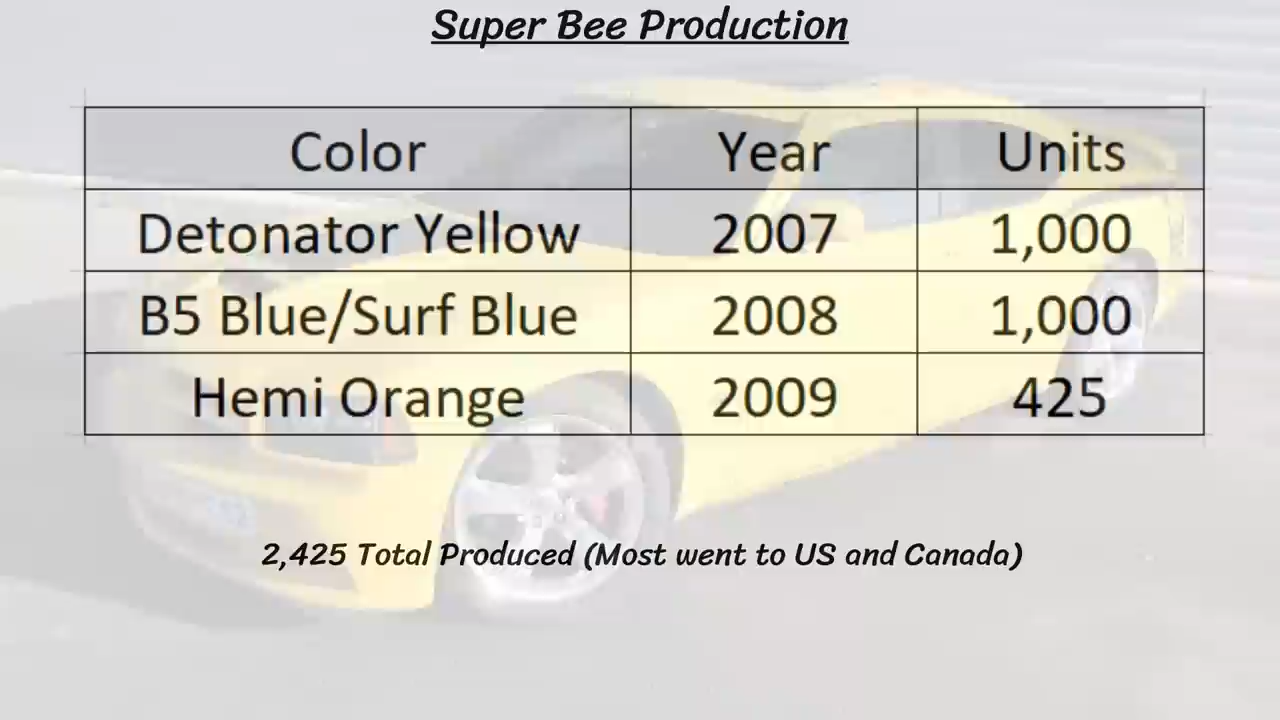 Super Bee Production
Color Year Units
Detonator Yellow 2007 1,000
B5 Blue/Surf Blue 2008 1,000
Hemi Orange 2009 425
2,425 Total Produced (Most went to US and Canada)